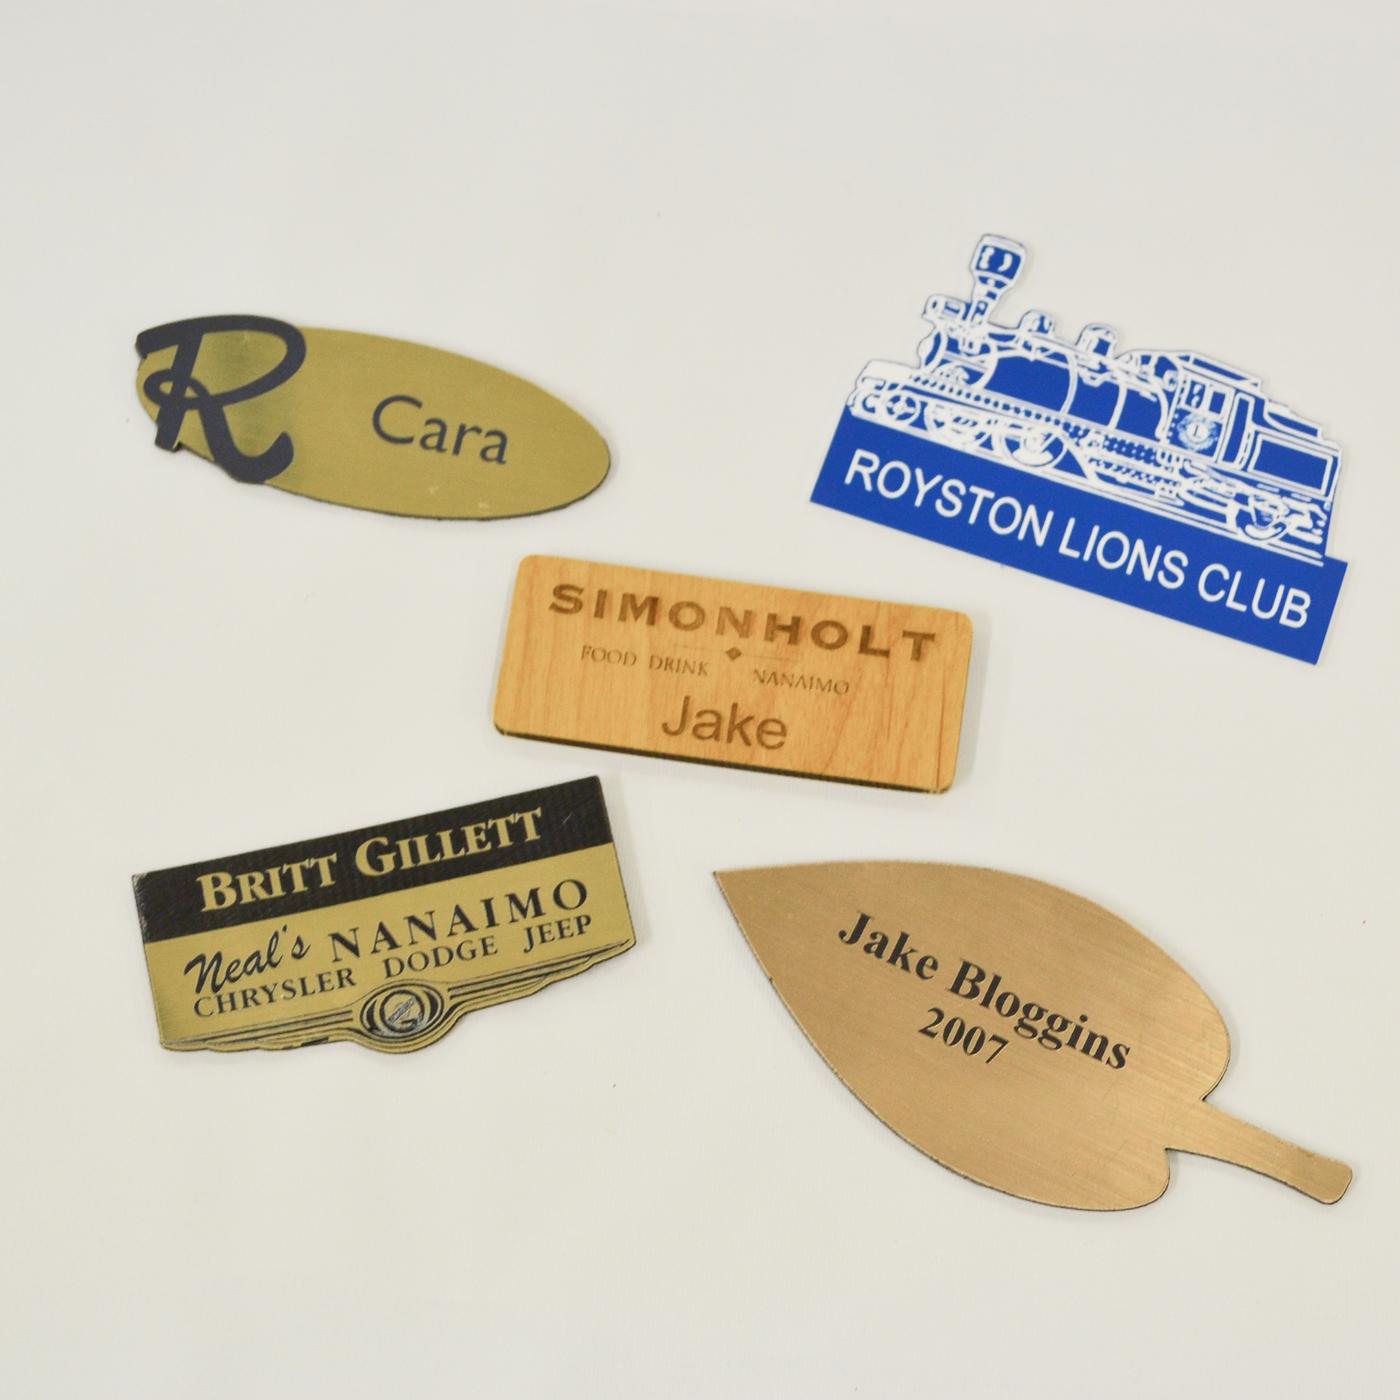 R
Cara
ROYSTON LIONS CLUB
SIMONHOLT
FOOD DRINK NANAIMO
Jake
BRITT GILLETT
Neal's NANAIMO
CHRYSLER DODGE JEEP
Jake Bloggins
2007